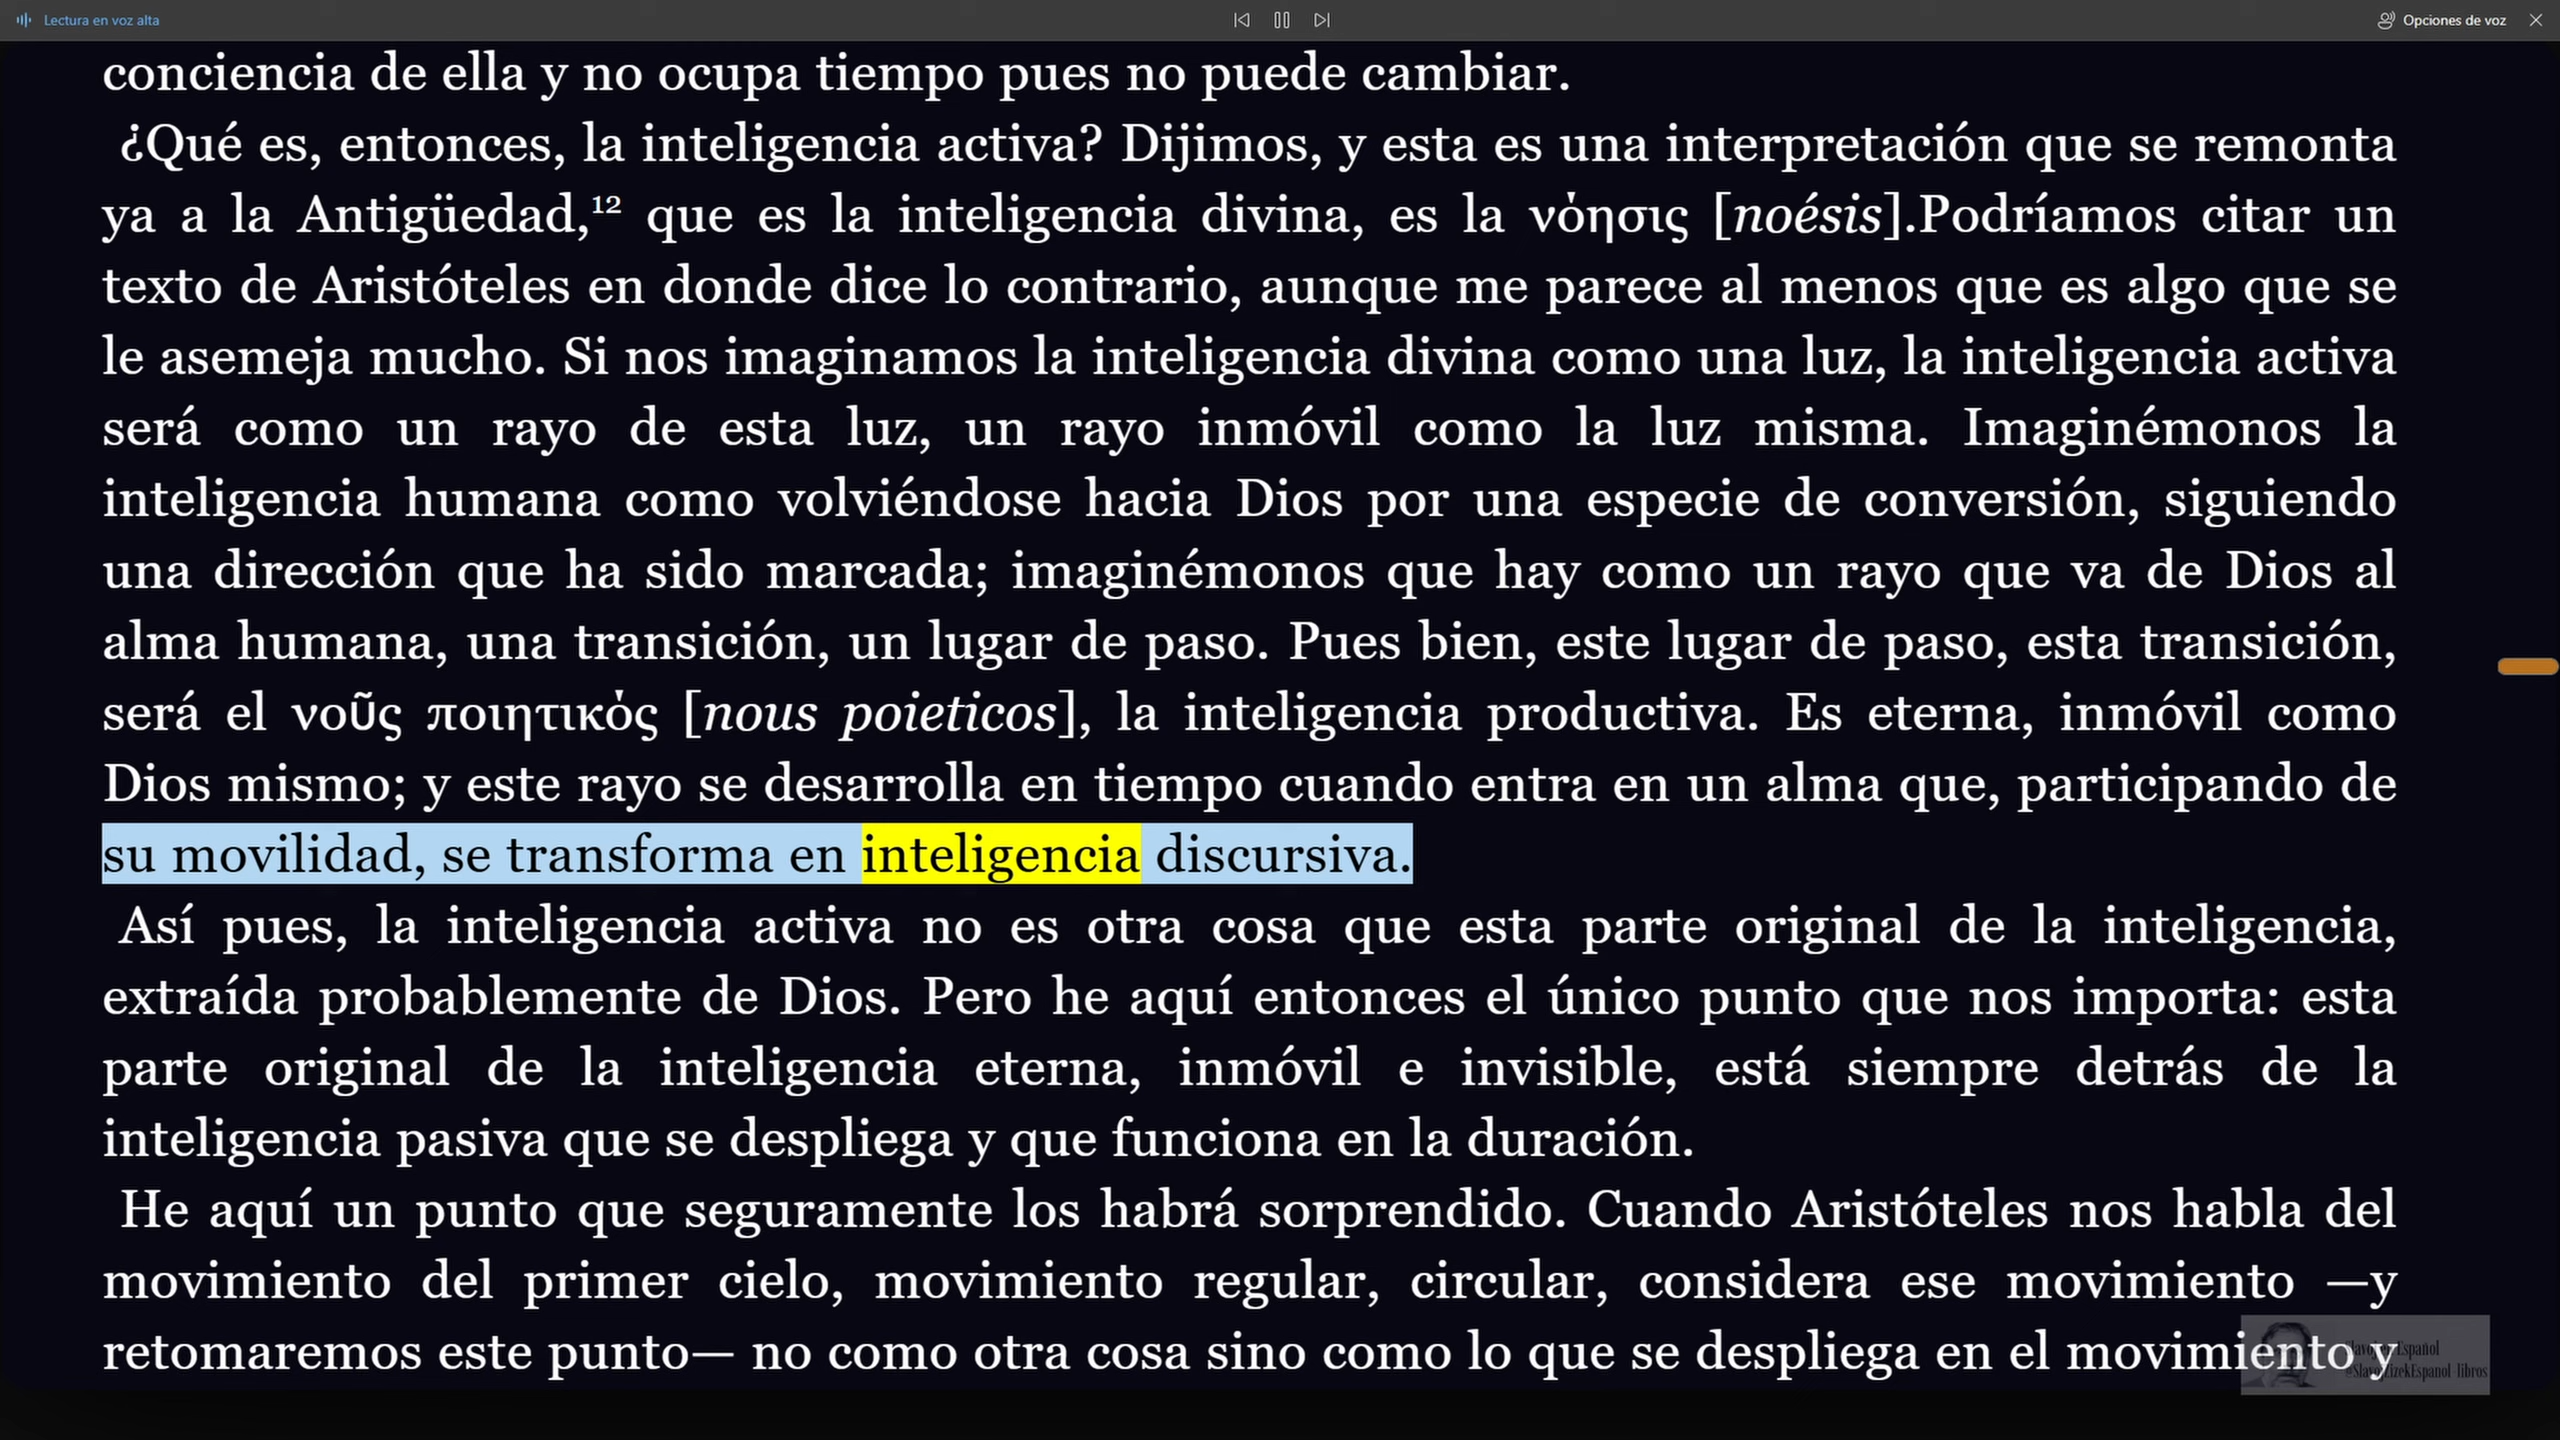 Lectura en voz alta
Opciones de voz
conciencia de ella y no ocupa tiempo pues no puede cambiar.
¿Qué es, entonces, la inteligencia activa? Dijimos, y esta es una interpretación que se remonta
ya a la Antigüedad,¹² que es la inteligencia divina, es la νόησις [noésis].Podríamos citar un
texto de Aristóteles en donde dice lo contrario, aunque me parece al menos que es algo que se
le asemeja mucho. Si nos imaginamos la inteligencia divina como una luz, la inteligencia activa
será como un rayo de esta luz, un rayo inmóvil como la luz misma. Imaginémonos la
inteligencia humana como volviéndose hacia Dios por una especie de conversión, siguiendo
una dirección que ha sido marcada; imaginémonos que hay como un rayo que va de Dios al
alma humana, una transición, un lugar de paso. Pues bien, este lugar de paso, esta transición,
será el νοῦς ποιητικός [nous poieticos], la inteligencia productiva. Es eterna, inmóvil como
Dios mismo; y este rayo se desarrolla en tiempo cuando entra en un alma que, participando de
su movilidad, se transforma en inteligencia discursiva.
Así pues, la inteligencia activa no es otra cosa que esta parte original de la inteligencia,
extraída probablemente de Dios. Pero he aquí entonces el único punto que nos importa: esta
parte original de la inteligencia eterna, inmóvil e invisible, está siempre detrás de la
inteligencia pasiva que se despliega y que funciona en la duración.
He aquí un punto que seguramente los habrá sorprendido. Cuando Aristóteles nos habla del
movimiento del primer cielo, movimiento regular, circular, considera ese movimiento —y
retomaremos este punto— no como otra cosa sino como lo que se despliega en el movimiento y
Español
@SlavojZizekEspanol-libros